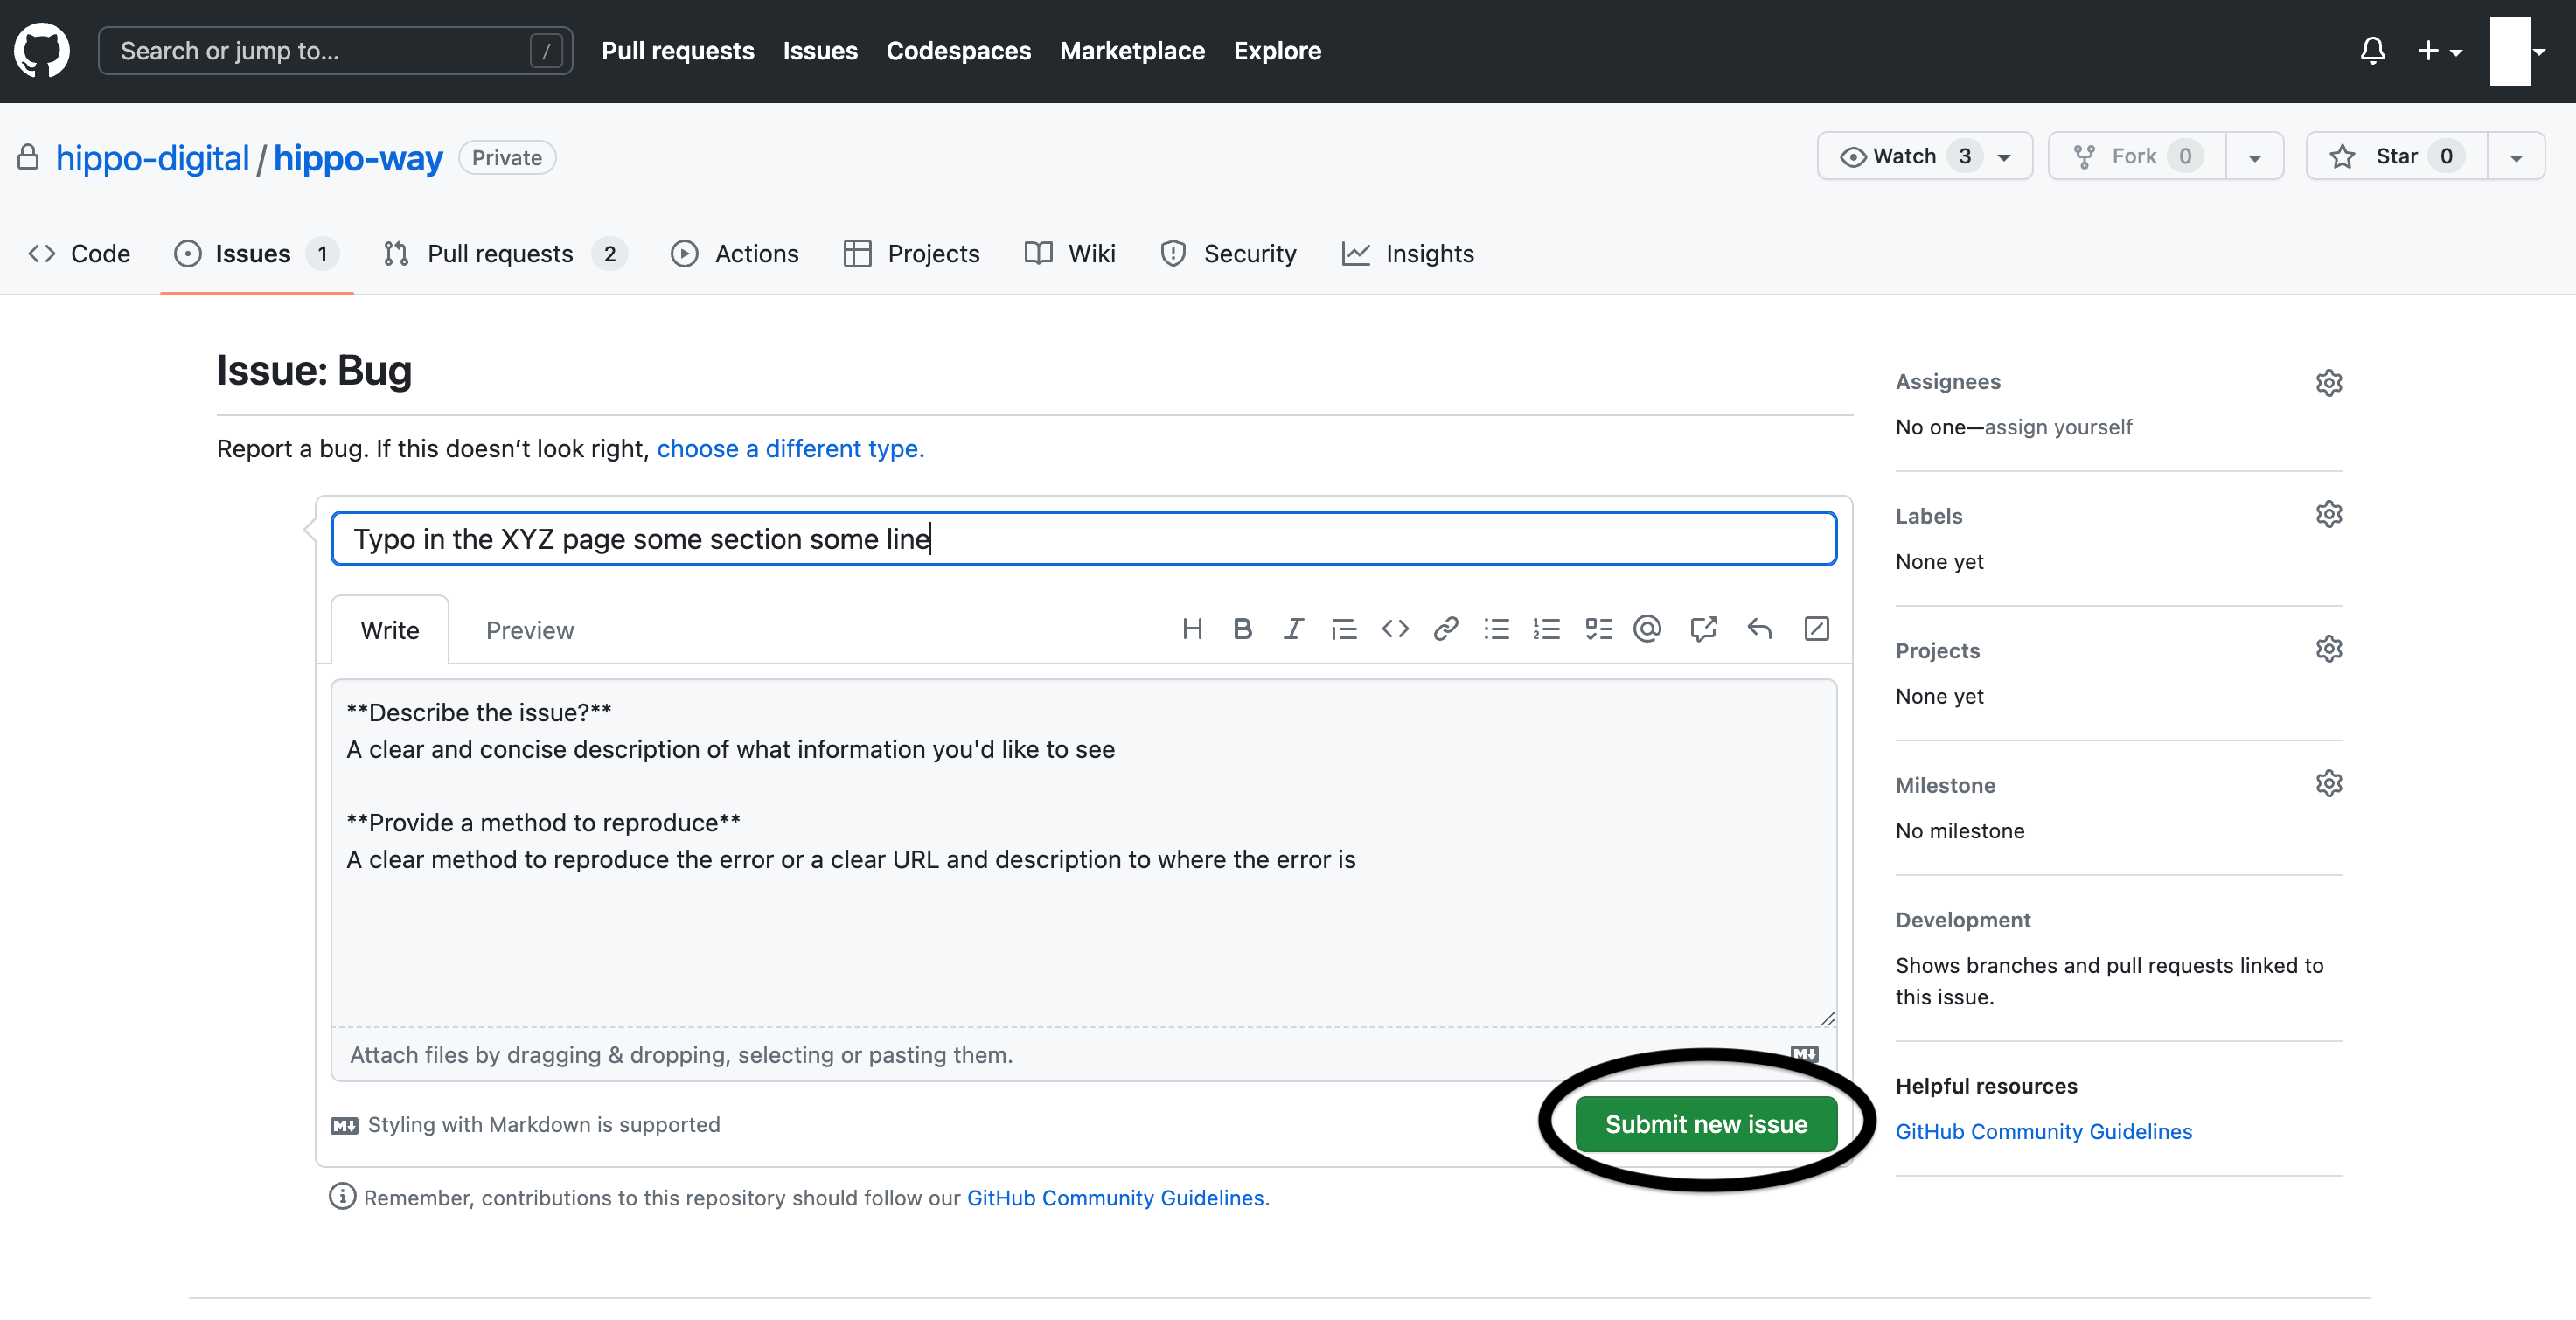 Search or jump to... /
Pull requests Issues Codespaces Marketplace Explore
hippo-digital / hippo-way Private
Watch 3 Fork 0 Star 0
Code Issues 1 Pull requests 2 Actions Projects Wiki Security Insights
Issue: Bug
Report a bug. If this doesn’t look right, choose a different type.
Typo in the XYZ page some section some line
Write Preview
**Describe the issue?**
A clear and concise description of what information you'd like to see
**Provide a method to reproduce**
A clear method to reproduce the error or a clear URL and description to where the error is
Attach files by dragging & dropping, selecting or pasting them.
Styling with Markdown is supported
Submit new issue
Remember, contributions to this repository should follow our GitHub Community Guidelines.
Assignees
No one—assign yourself
Labels
None yet
Projects
None yet
Milestone
No milestone
Development
Shows branches and pull requests linked to
this issue.
Helpful resources
GitHub Community Guidelines